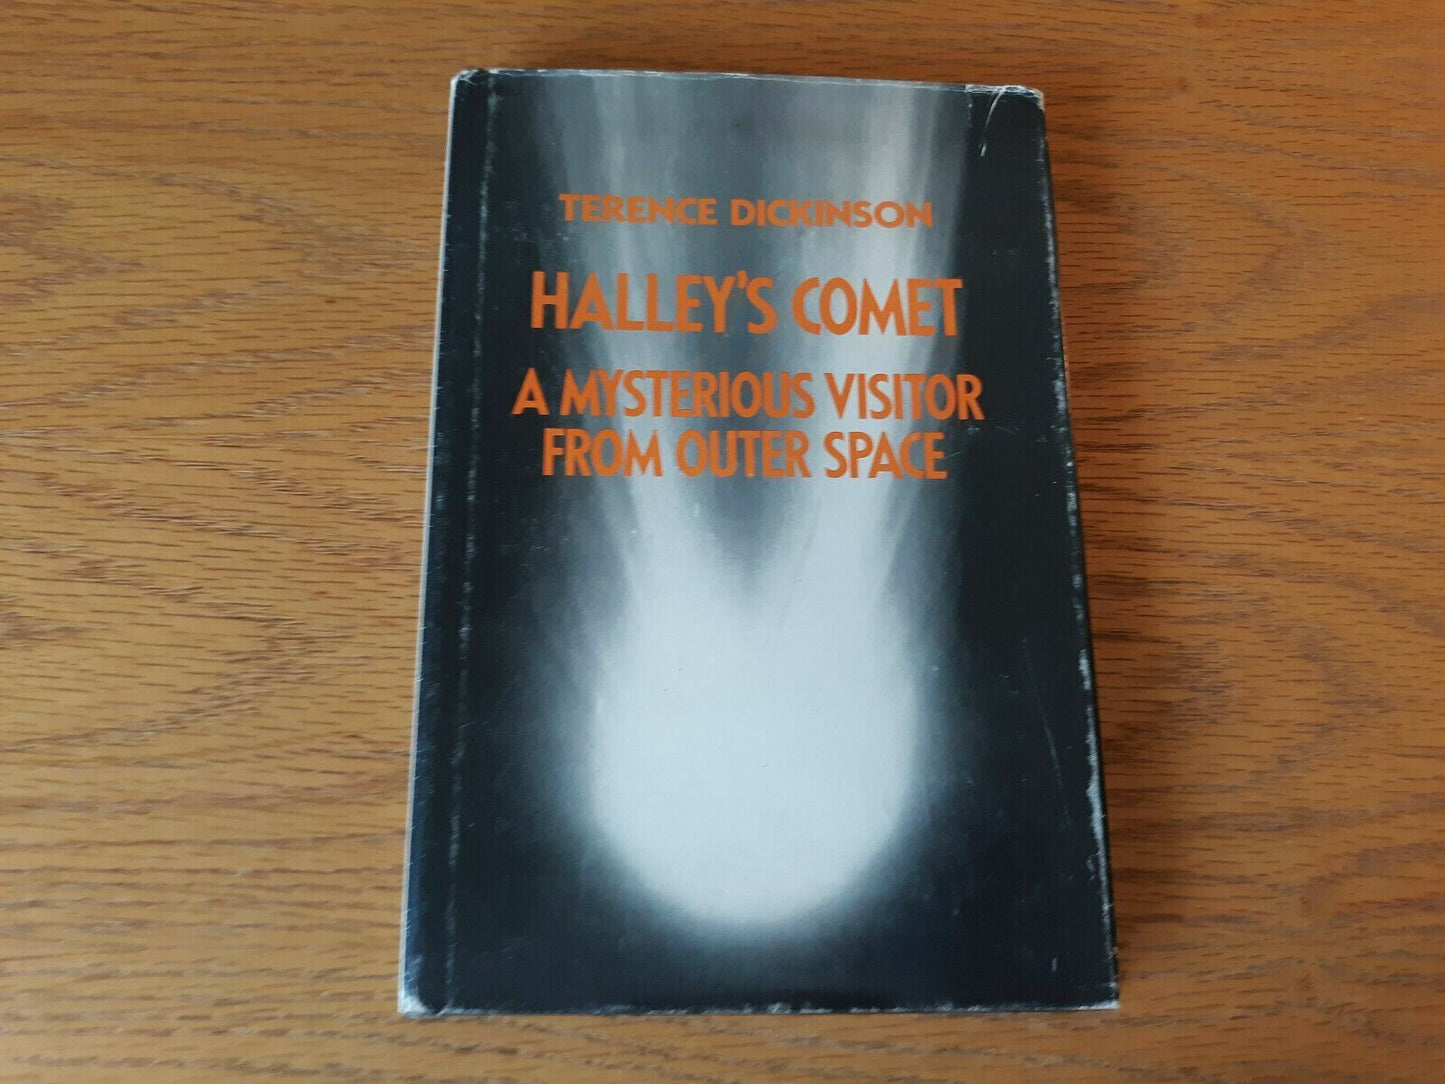 TERENCE DICKINSON
HALLEY'S COMET
A MYSTERIOUS VISITOR
FROM OUTER SPACE